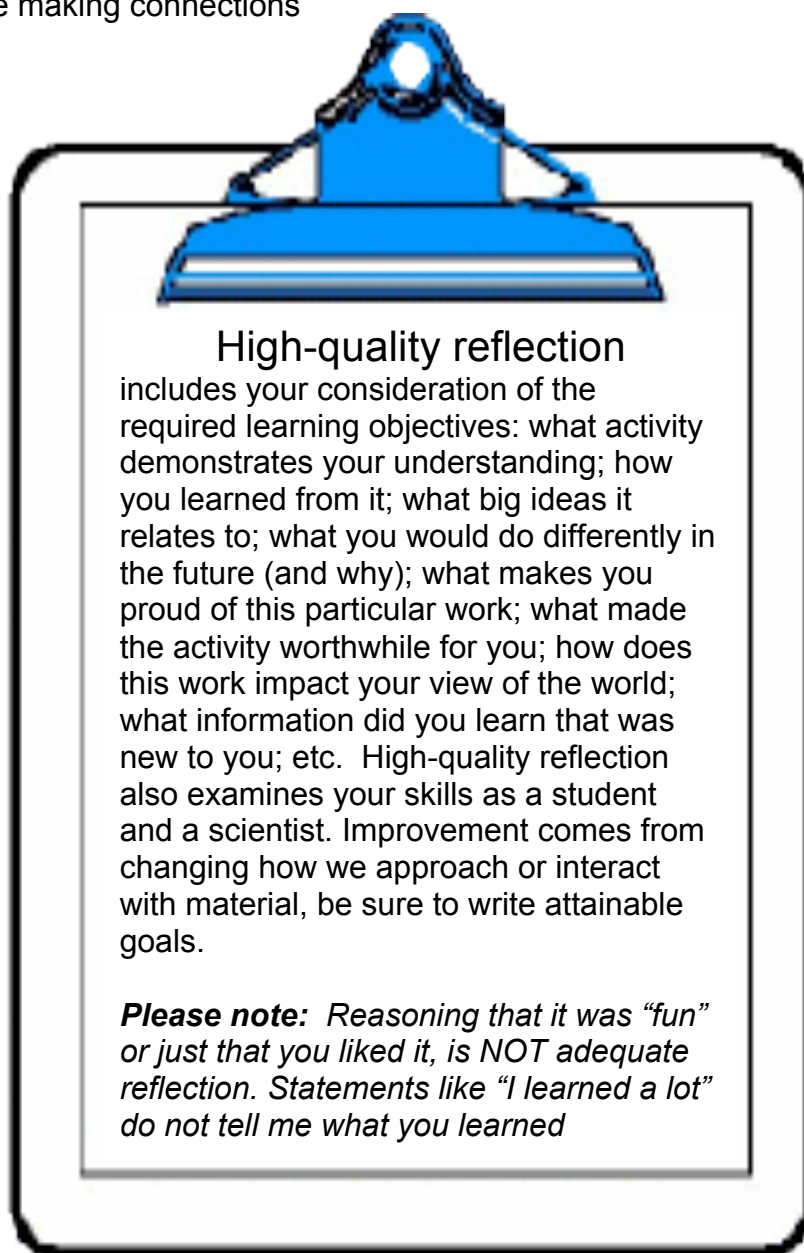 e making connections
High-quality reflection
includes your consideration of the
required learning objectives: what activity
demonstrates your understanding; how
you learned from it; what big ideas it
relates to; what you would do differently in
the future (and why); what makes you
proud of this particular work; what made
the activity worthwhile for you; how does
this work impact your view of the world;
what information did you learn that was
new to you; etc.  High-quality reflection
also examines your skills as a student
and a scientist. Improvement comes from
changing how we approach or interact
with material, be sure to write attainable
goals.
Please note:  Reasoning that it was “fun”
or just that you liked it, is NOT adequate
reflection. Statements like “I learned a lot”
do not tell me what you learned